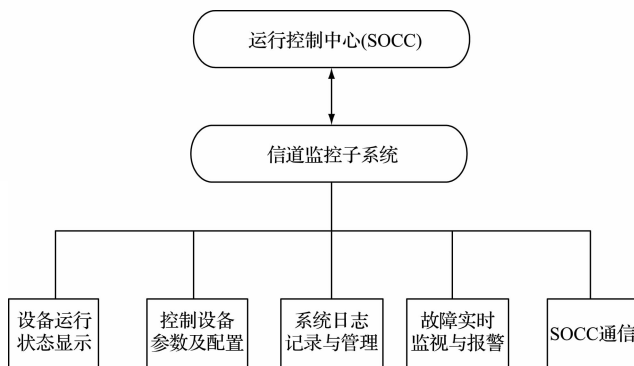 运行控制中心(SOCC)
信道监控子系统
设备运行
状态显示
控制设备
参数及配置
系统日志
记录与管理
故障实时
监视与报警
SOCC通信